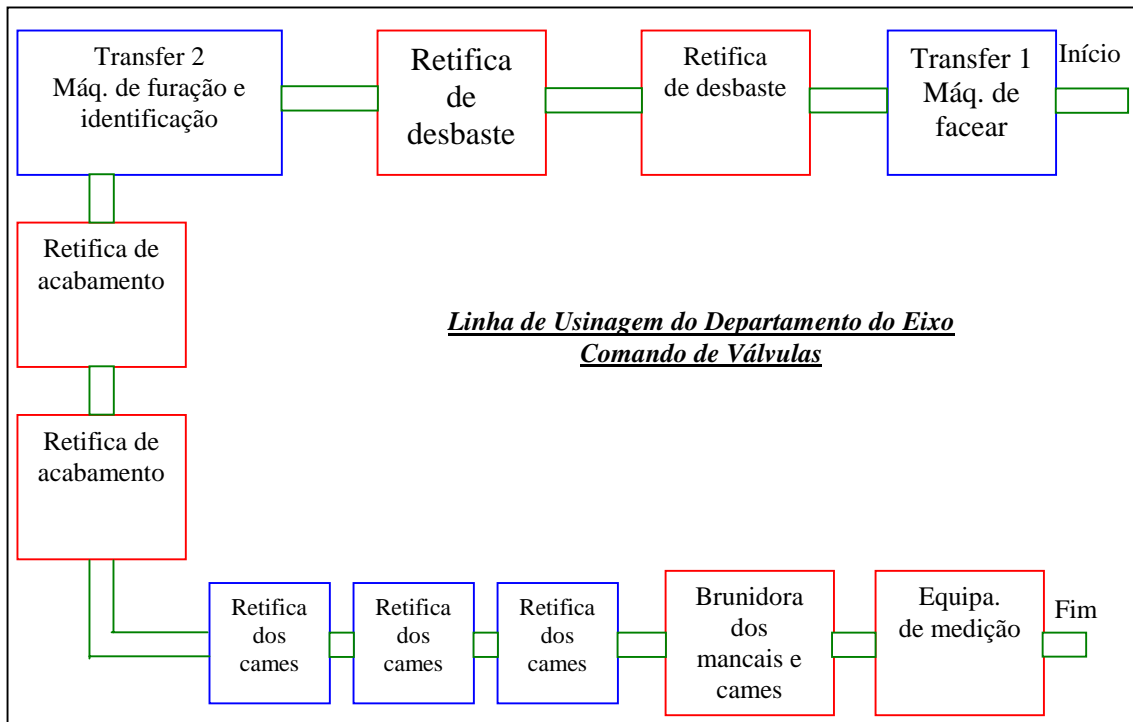 Transfer 2
Máq. de furação e
identificação
Retifica
de
desbaste
Retifica
de desbaste
Transfer 1
Máq. de
facear
Início
Retifica de
acabamento
Linha de Usinagem do Departamento do Eixo
Comando de Válvulas
Retifica de
acabamento
Retifica
dos
cames
Retifica
dos
cames
Retifica
dos
cames
Brunidora
dos
mancais e
cames
Equipa.
de medição
Fim